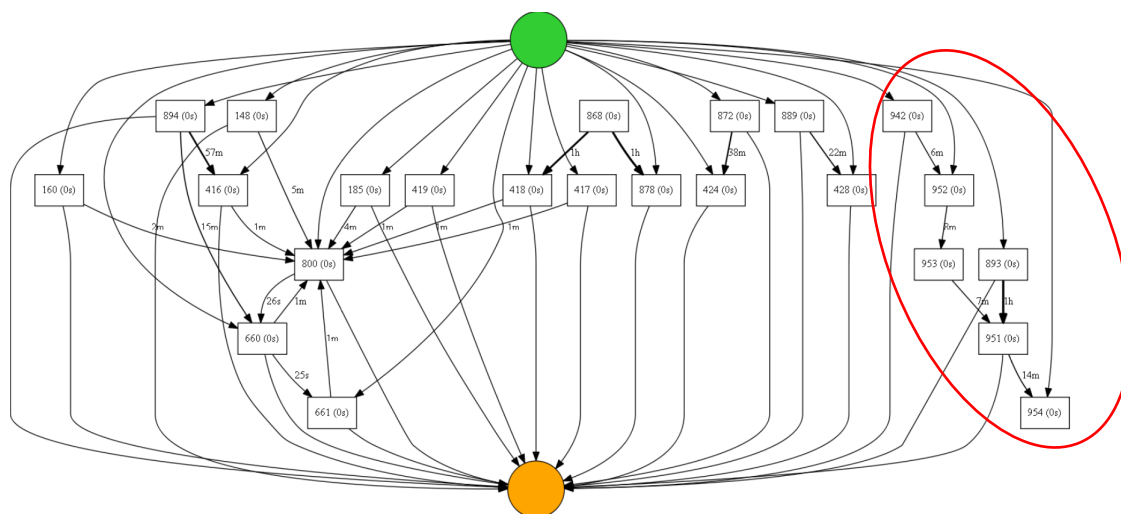 894 (0s)
148 (0s)
868 (0s)
872 (0s)
889 (0s)
942 (0s)
57m
1h
1h
38m
22m
6m
160 (0s)
416 (0s)
5m
185 (0s)
419 (0s)
418 (0s)
417 (0s)
878 (0s)
424 (0s)
428 (0s)
952 (0s)
2m
15m
1m
4m
1m
1m
1m
8m
800 (0s)
953 (0s)
893 (0s)
26s
1m
7m
1h
660 (0s)
1m
951 (0s)
25s
14m
661 (0s)
954 (0s)